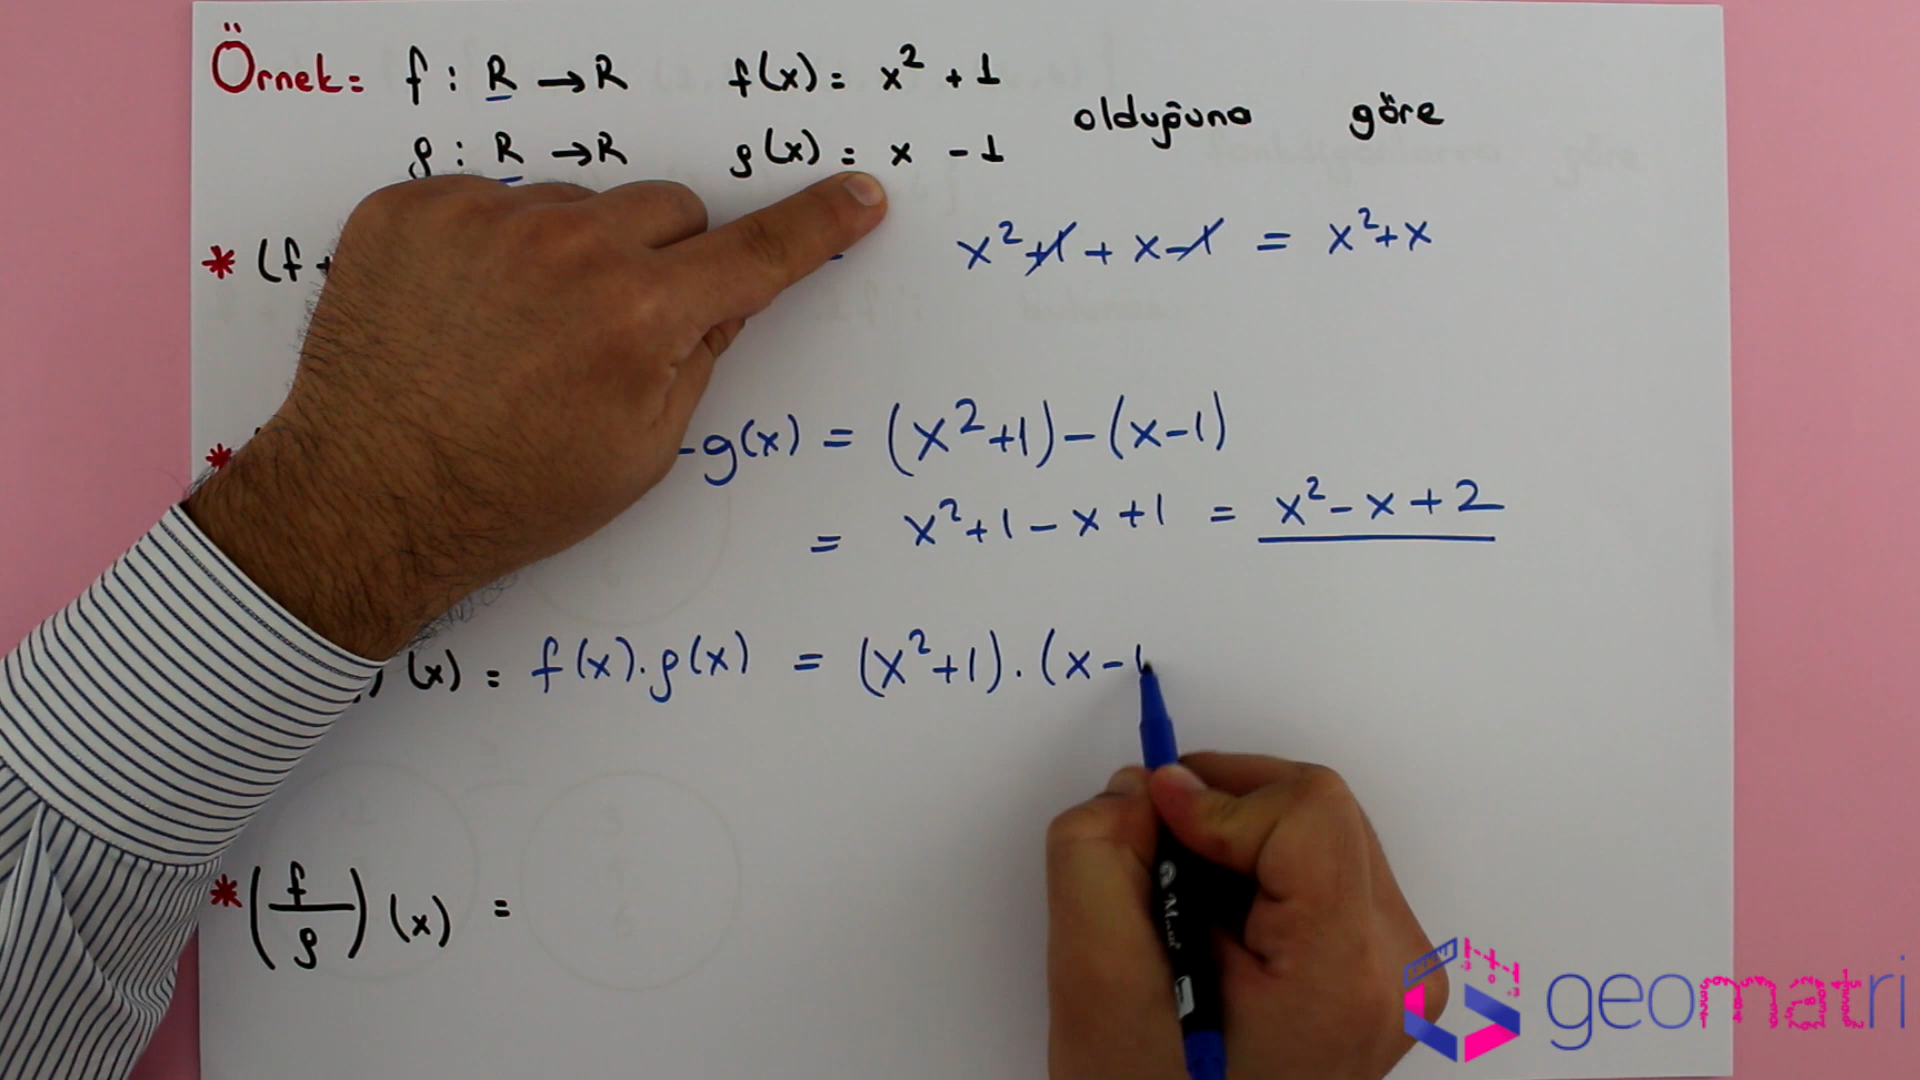 Örnek: f : R → R f(x) = x² + 1
g : R → R g(x) = x - 1 olduğuna göre
* (f + = x² + 1 + x - 1 = x² + x
* - g(x) = (x² + 1) - (x - 1)
= x² + 1 - x + 1 = x² - x + 2
(x) = f(x) . g(x) = (x² + 1) . (x - 1
* (f/g) (x) =
geomatri